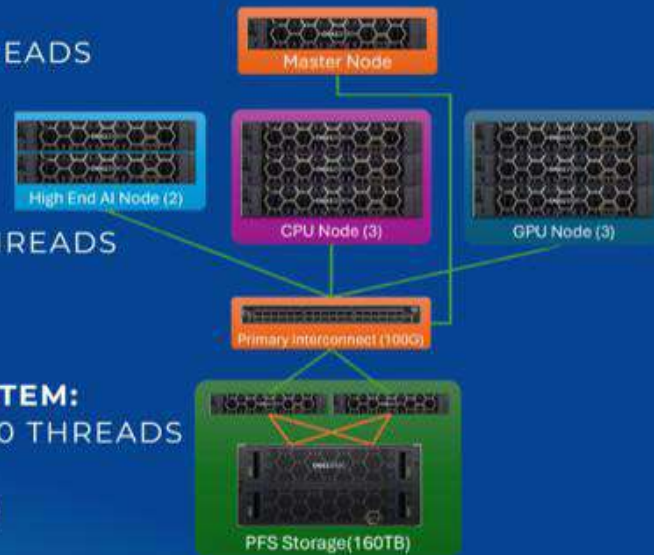 EADS
Master Node
High End AI Node (2)
CPU Node (3)
GPU Node (3)
READS
Primary Interconnect (100G)
TEM:
0 THREADS
PFS Storage(160TB)